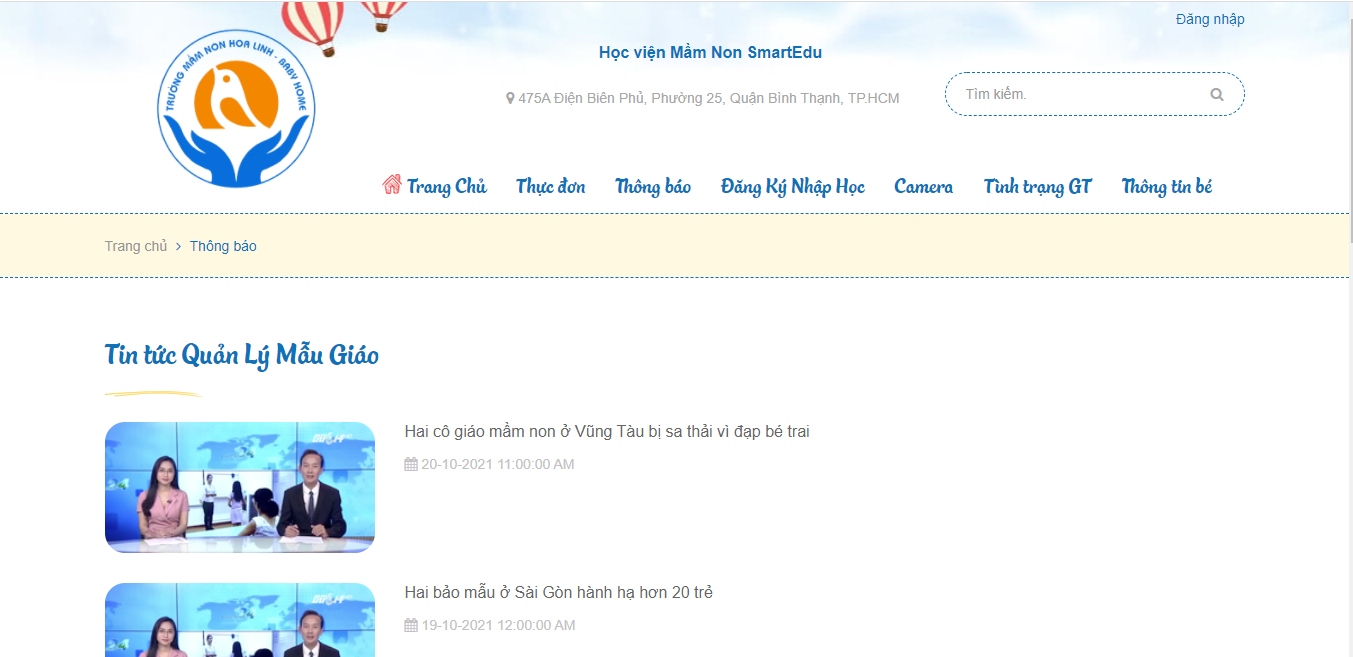 Đăng nhập
TRƯỜNG MẦM NON HOA LINH - BABY HOME
Học viện Mầm Non SmartEdu
475A Điện Biên Phủ, Phường 25, Quận Bình Thạnh, TP.HCM
Tìm kiếm.
Trang Chủ Thực đơn Thông báo Đăng Ký Nhập Học Camera Tình trạng GT Thông tin bé
Trang chủ > Thông báo
Tin tức Quản Lý Mẫu Giáo
Hai cô giáo mầm non ở Vũng Tàu bị sa thải vì đạp bé trai
20-10-2021 11:00:00 AM
Hai bảo mẫu ở Sài Gòn hành hạ hơn 20 trẻ
19-10-2021 12:00:00 AM